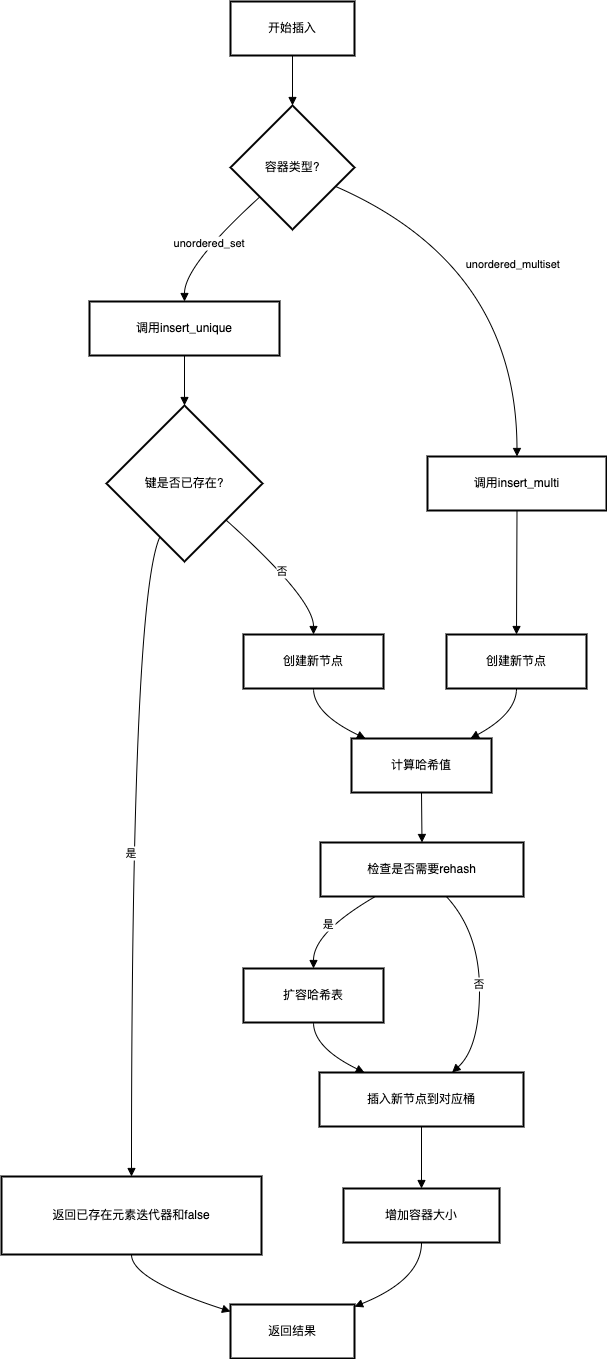 开始插入
容器类型?
unordered_set
unordered_multiset
调用insert_unique
键是否已存在?
调用insert_multi
否
创建新节点
创建新节点
计算哈希值
是
检查是否需要rehash
是
否
扩容哈希表
插入新节点到对应桶
返回已存在元素迭代器和false
增加容器大小
返回结果